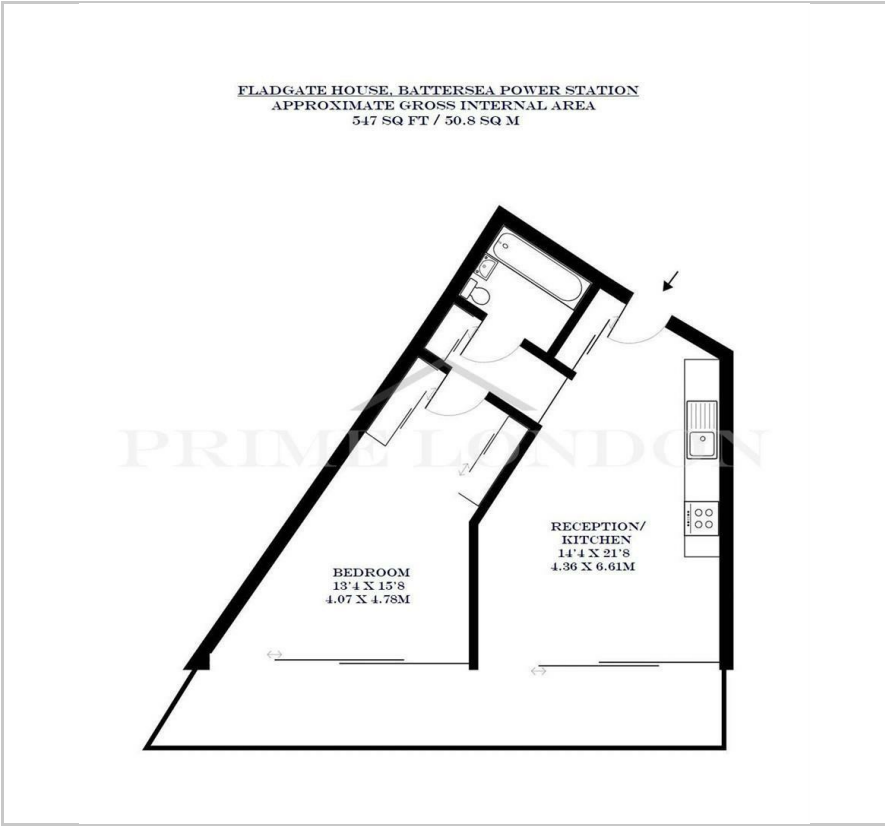 FLADGATE HOUSE, BATTERSEA POWER STATION
APPROXIMATE GROSS INTERNAL AREA
547 SQ FT / 50.8 SQ M
PRIME LONDON
RECEPTION/
KITCHEN
14'4 X 21'8
4.36 X 6.61M
BEDROOM
13'4 X 15'8
4.07 X 4.78M